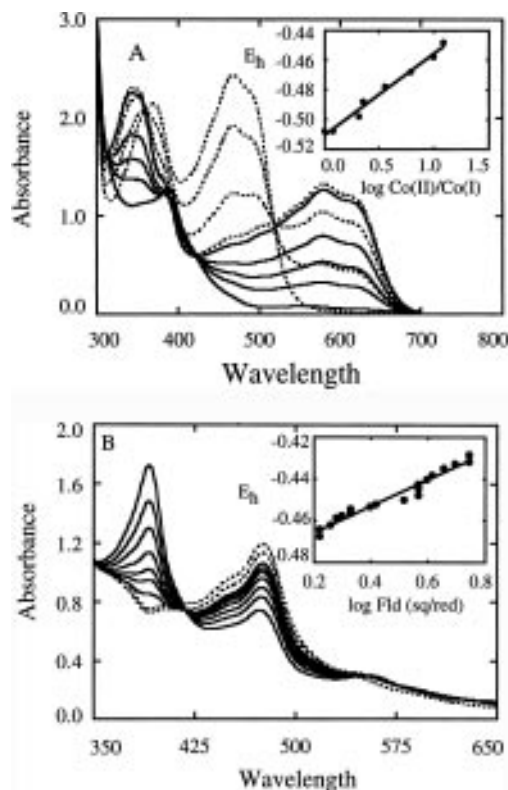 3.0
A
2.0
1.0
0.0
Absorbance
300 400 500 600 700 800
Wavelength
Eh
-0.44
-0.46
-0.48
-0.50
-0.52
0.0 0.5 1.0 1.5
log Co(II)/Co(I)
2.0
B
1.6
1.2
0.8
0.4
0.0
Absorbance
350 425 500 575 650
Wavelength
Eh
-0.42
-0.44
-0.46
-0.48
0.2 0.4 0.6 0.8
log Fld (sq/red)